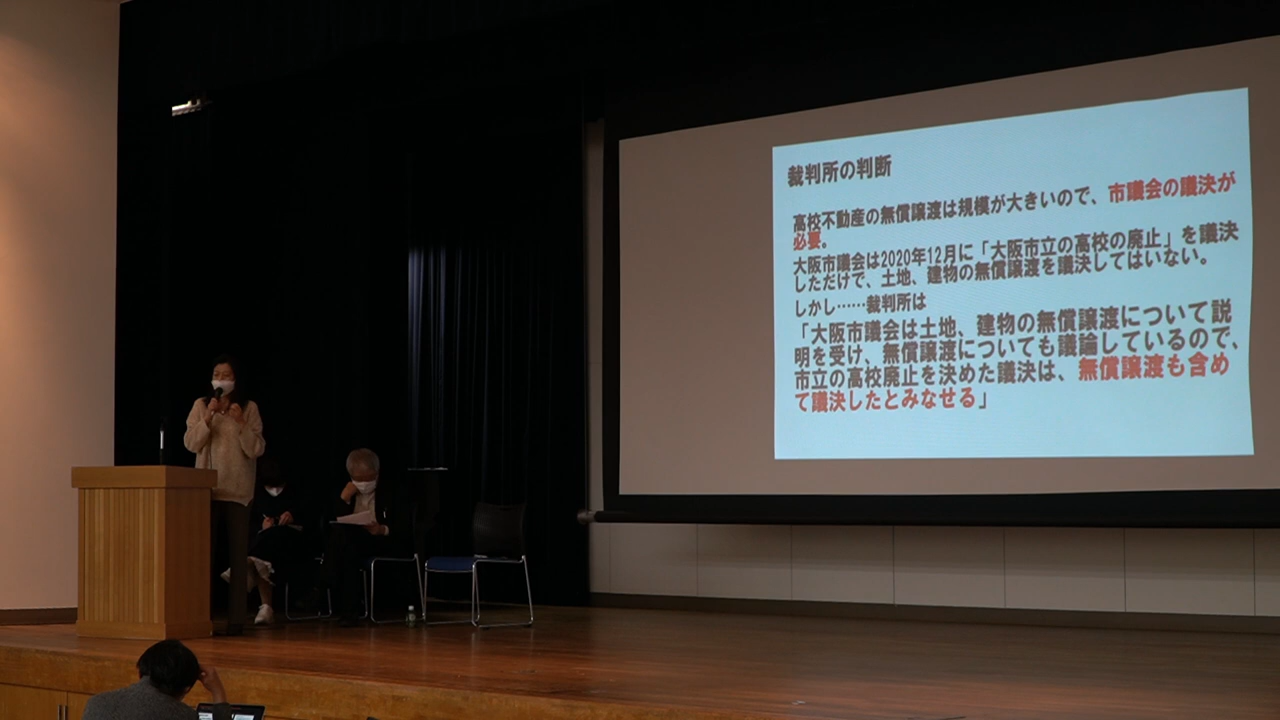 裁判所の判断
高校不動産の無償譲渡は規模が大きいので、市議会の議決が
必要。
大阪市議会は2020年12月に「大阪市立の高校の廃止」を議決
しただけで、土地、建物の無償譲渡を議決してはいない。
しかし……裁判所は
「大阪市議会は土地、建物の無償譲渡について説
明を受け、無償譲渡についても議論しているので、
市立の高校廃止を決めた議決は、無償譲渡も含め
て議決したとみなせる」